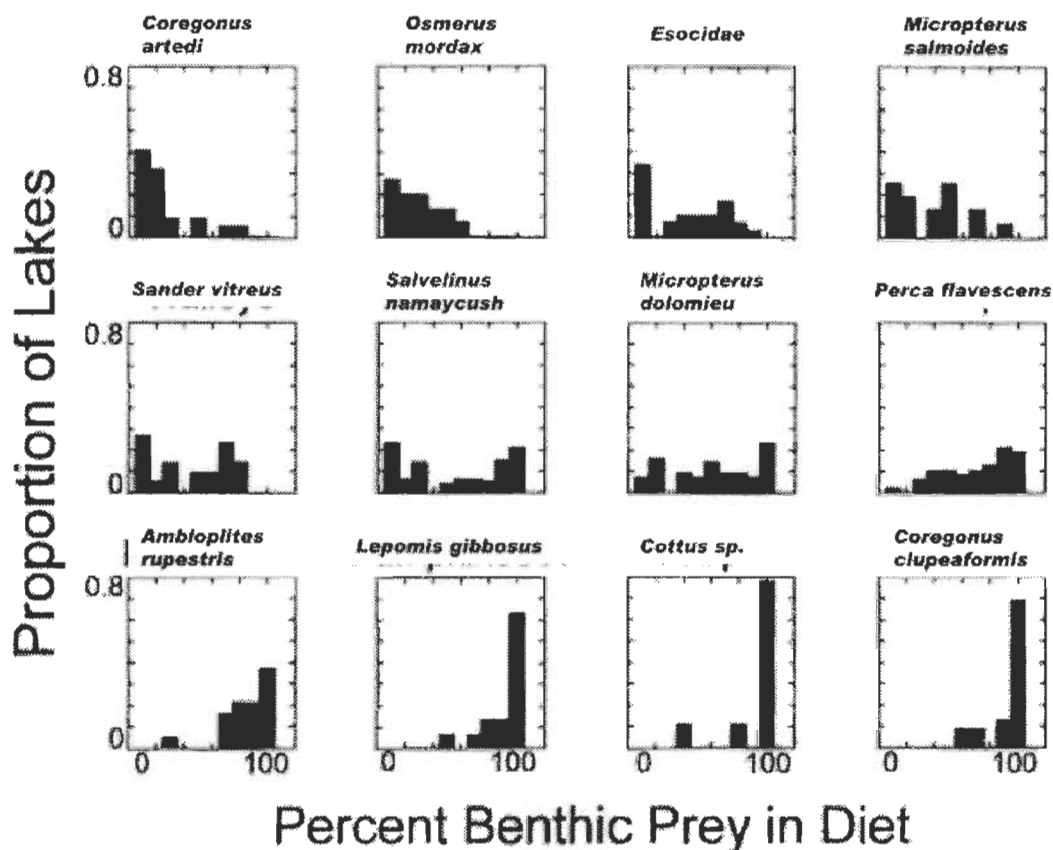 Coregonus
artedi
Osmerus
mordax
Esocidae
Micropterus
salmoides
0.8
0
Sander vitreus
Salvelinus
namaycush
Micropterus
dolomieu
Perca flavescens
0.8
0
Ambloplites
rupestris
Lepomis gibbosus
Cottus sp.
Coregonus
clupeaformis
0.8
0
0 100
0 100
0 100
0 100
Proportion of Lakes
Percent Benthic Prey in Diet